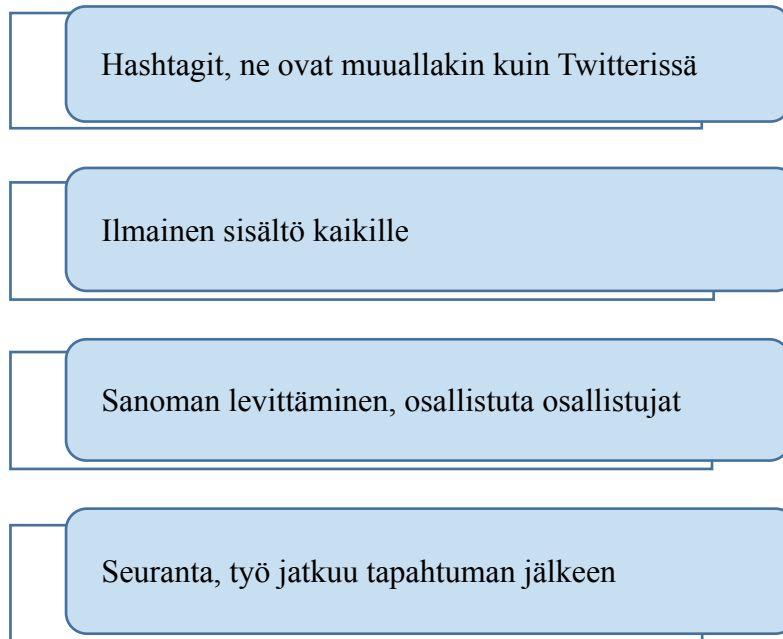 Hashtagit, ne ovat muuallakin kuin Twitterissä
Ilmainen sisältö kaikille
Sanoman levittäminen, osallistuta osallistujat
Seuranta, työ jatkuu tapahtuman jälkeen